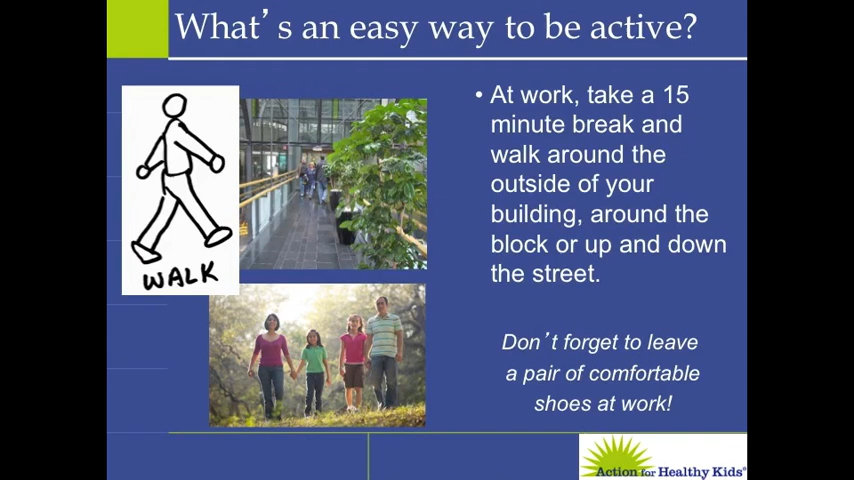 What's an easy way to be active?
• At work, take a 15
minute break and
walk around the
outside of your
building, around the
block or up and down
the street.
WALK
Don't forget to leave
a pair of comfortable
shoes at work!
Action for Healthy Kids®